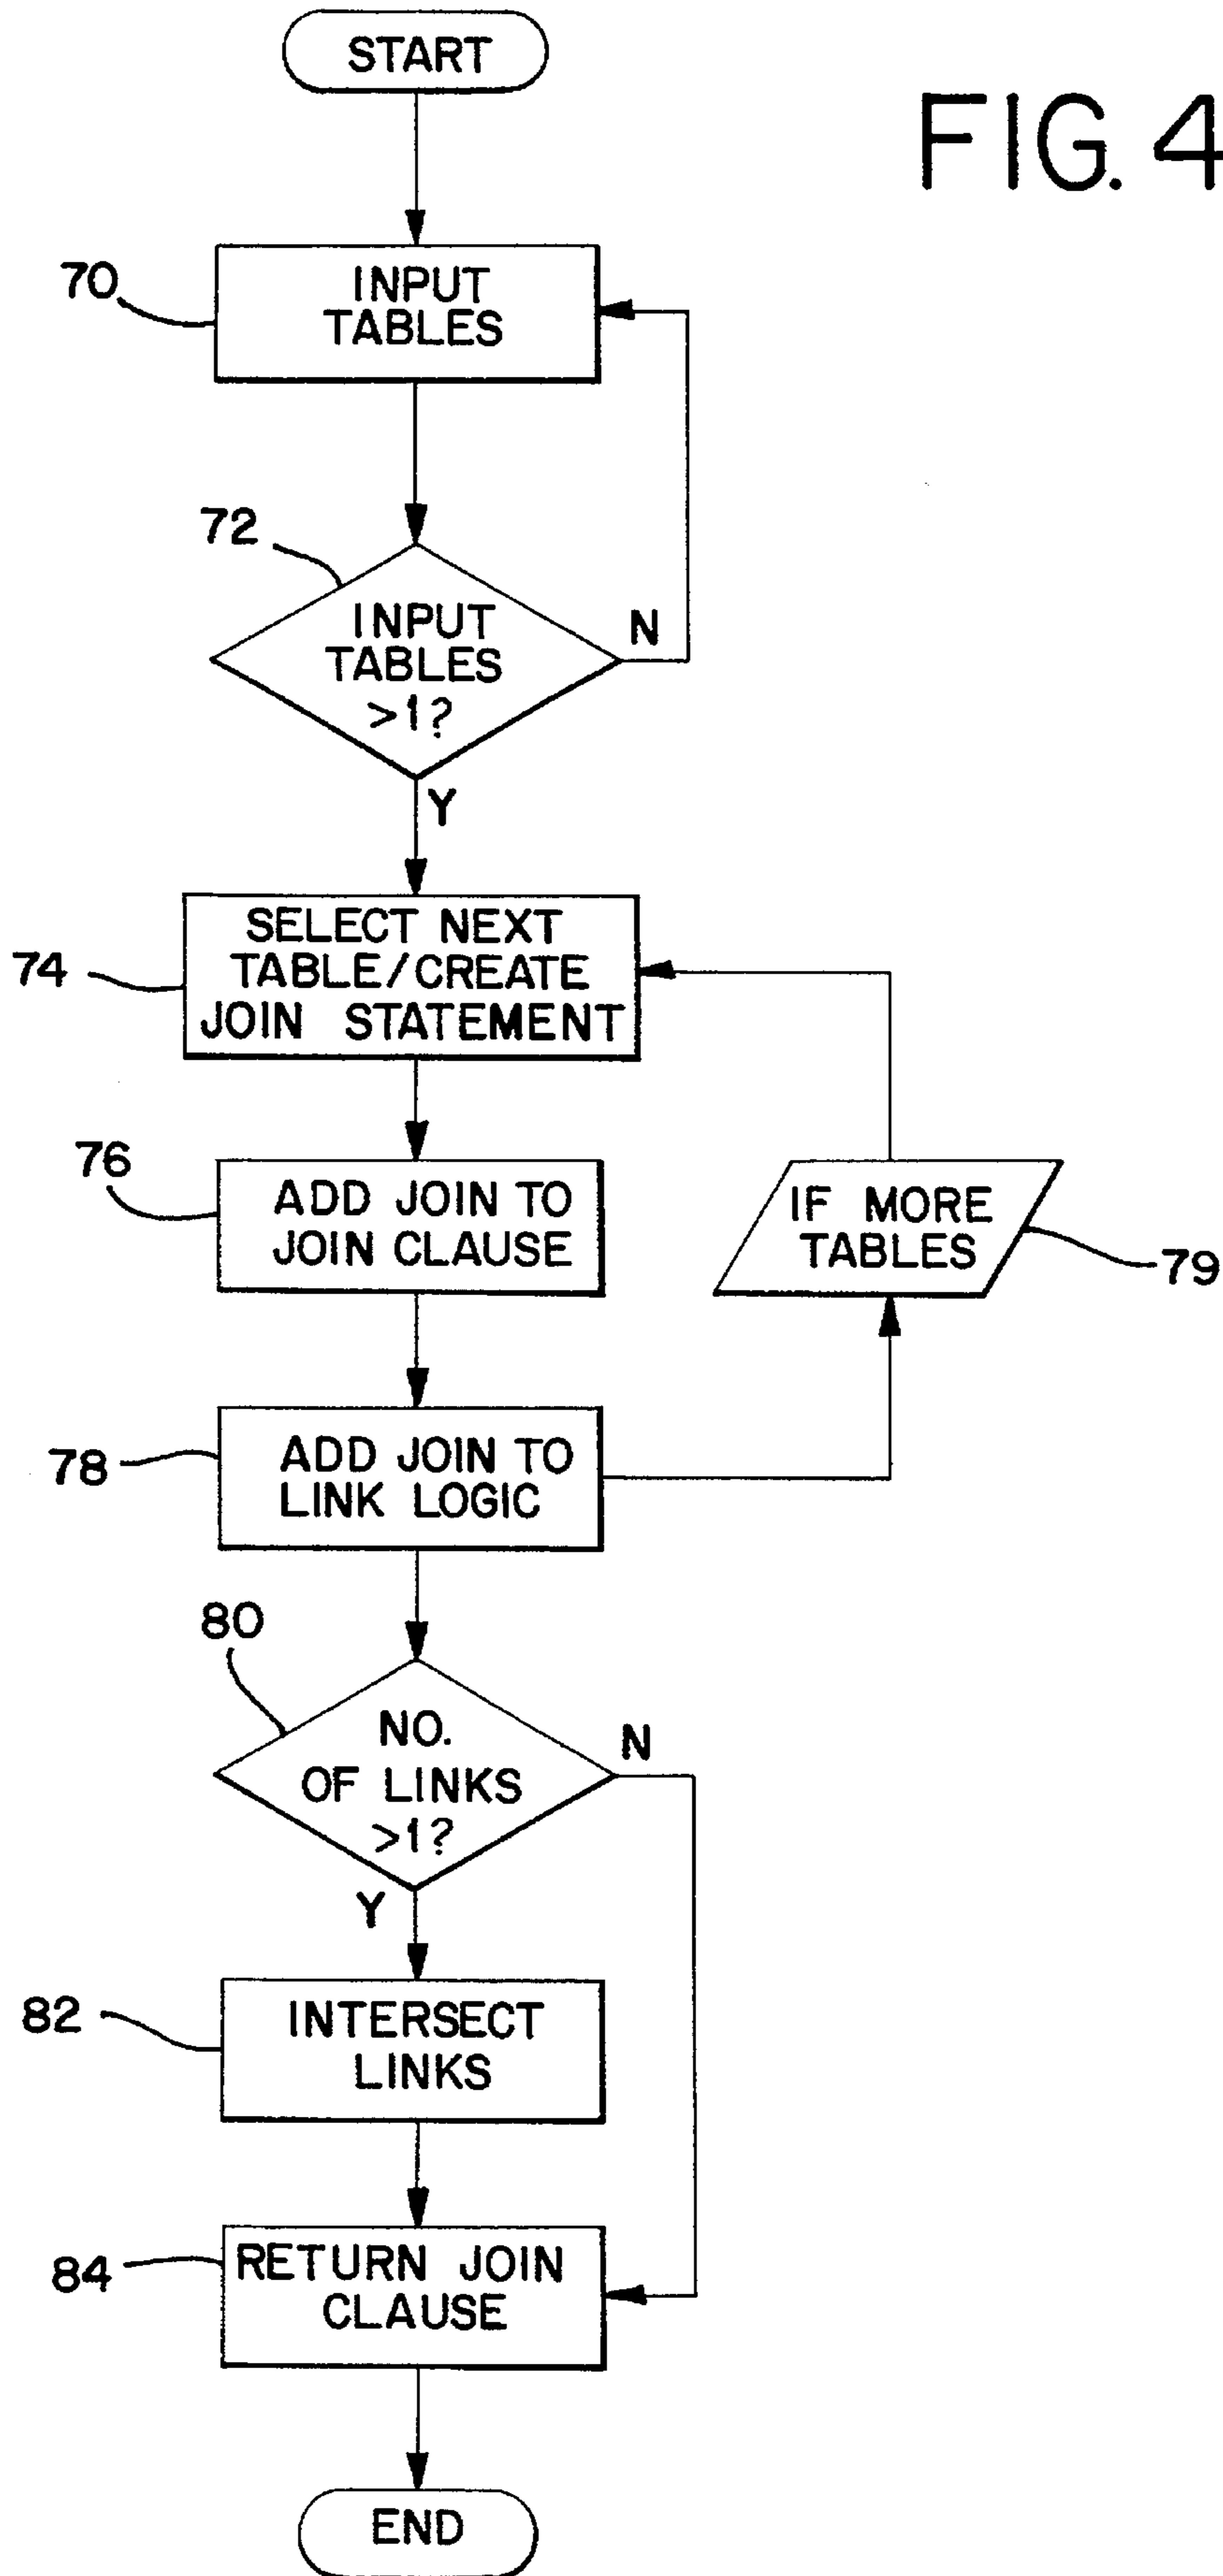 START
FIG. 4
70
INPUT
TABLES
72
INPUT
TABLES
>1?
N
Y
74
SELECT NEXT
TABLE/CREATE
JOIN STATEMENT
76
ADD JOIN TO
JOIN CLAUSE
IF MORE
TABLES
79
78
ADD JOIN TO
LINK LOGIC
80
NO.
OF LINKS
>1?
N
Y
82
INTERSECT
LINKS
84
RETURN JOIN
CLAUSE
END